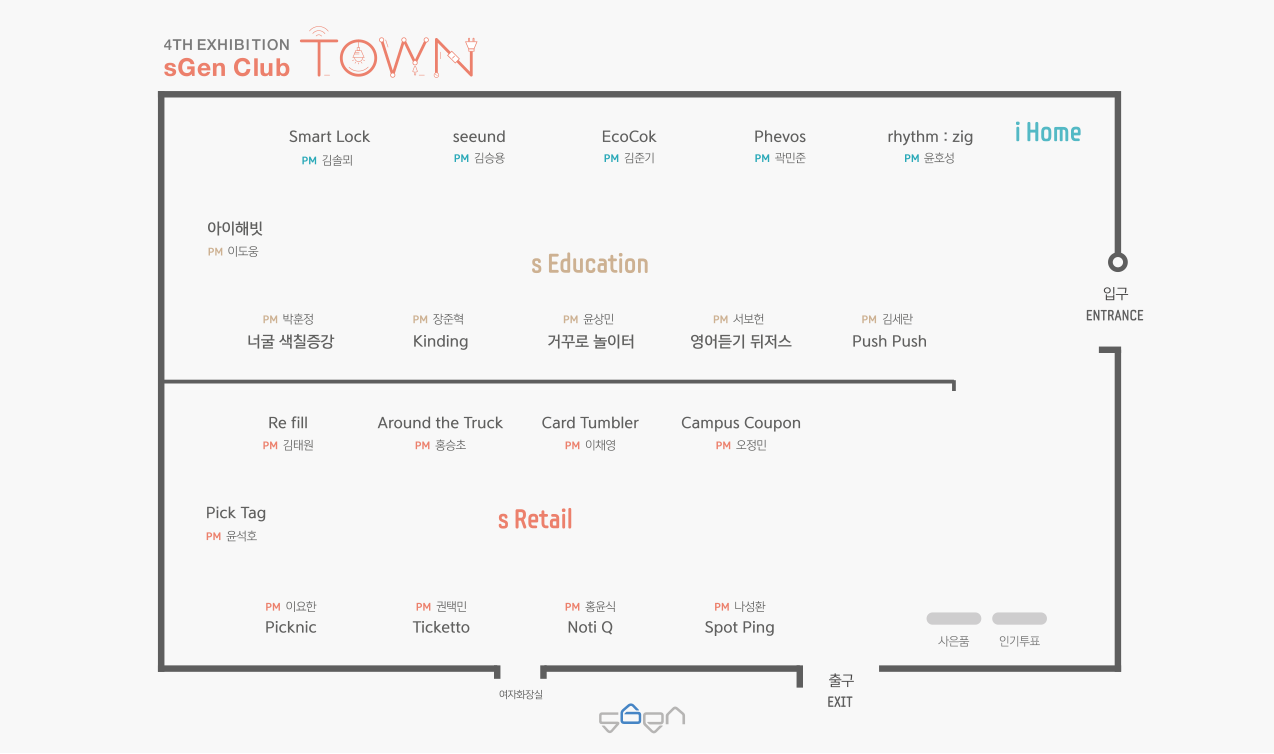 4TH EXHIBITION
sGen Club
TOWN
Smart Lock
PM 김솔뫼
seeund
PM 김승용
EcoCok
PM 김준기
Phevos
PM 곽민준
rhythm : zig
PM 윤호성
i Home
아이해빗
PM 이도웅
s Education
입구
ENTRANCE
PM 박훈정
너굴 색칠증강
PM 장준혁
Kinding
PM 윤상민
거꾸로 놀이터
PM 서보헌
영어듣기 뒤저스
PM 김세란
Push Push
Re fill
PM 김태원
Around the Truck
PM 홍승초
Card Tumbler
PM 이채영
Campus Coupon
PM 오정민
Pick Tag
PM 윤석호
s Retail
PM 이요한
Picknic
PM 권택민
Ticketto
PM 홍윤식
Noti Q
PM 나성환
Spot Ping
사은품
인기투표
여자화장실
출구
EXIT
sGen